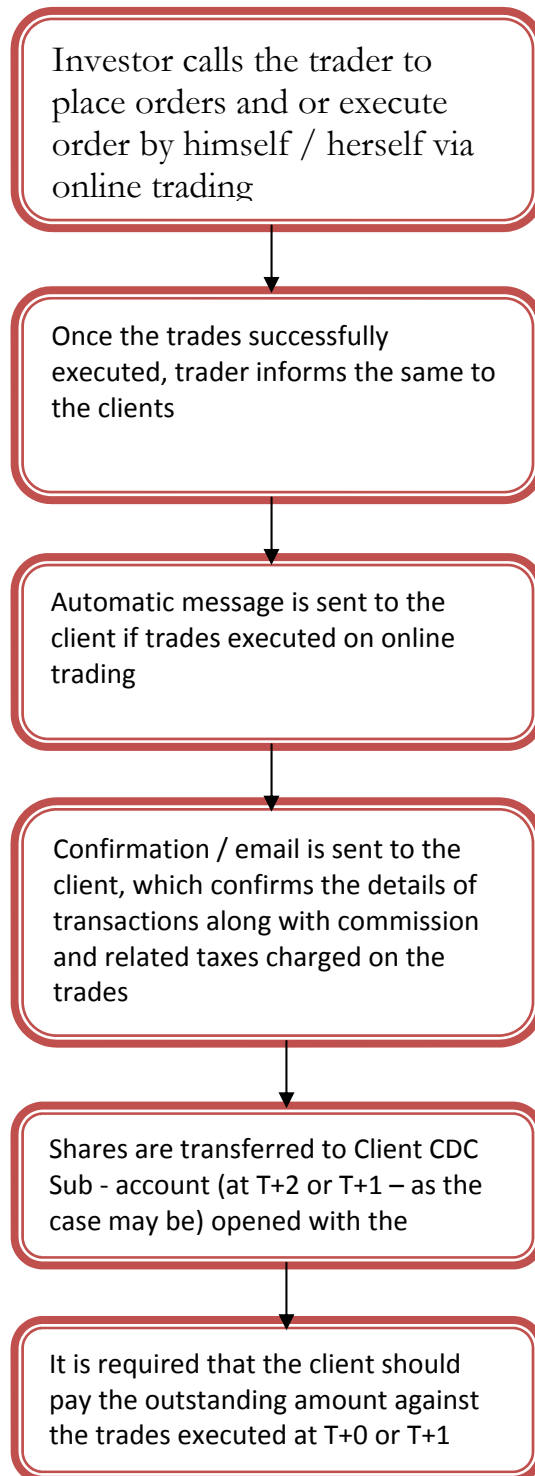 Investor calls the trader to
place orders and or execute
order by himself / herself via
online trading
Once the trades successfully
executed, trader informs the same to
the clients
Automatic message is sent to the
client if trades executed on online
trading
Confirmation / email is sent to the
client, which confirms the details of
transactions along with commission
and related taxes charged on the
trades
Shares are transferred to Client CDC
Sub - account (at T+2 or T+1 – as the
case may be) opened with the
It is required that the client should
pay the outstanding amount against
the trades executed at T+0 or T+1